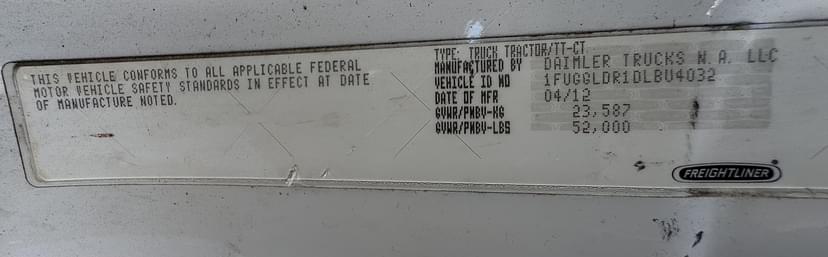 THIS VEHICLE CONFORMS TO ALL APPLICABLE FEDERAL
MOTOR VEHICLE SAFETY STANDARDS IN EFFECT AT DATE
OF MANUFACTURE NOTED.
TYPE: TRUCK TRACTOR/TT-CT
MANUFACTURED BY DAIMLER TRUCKS N.A. LLC
VEHICLE ID NO 1FUGGLDR1DLBU4032
DATE OF MFR 04/12
GVWR/PNBV-KG 23,587
GVWR/PNBV-LBS 52,000
FREIGHTLINER